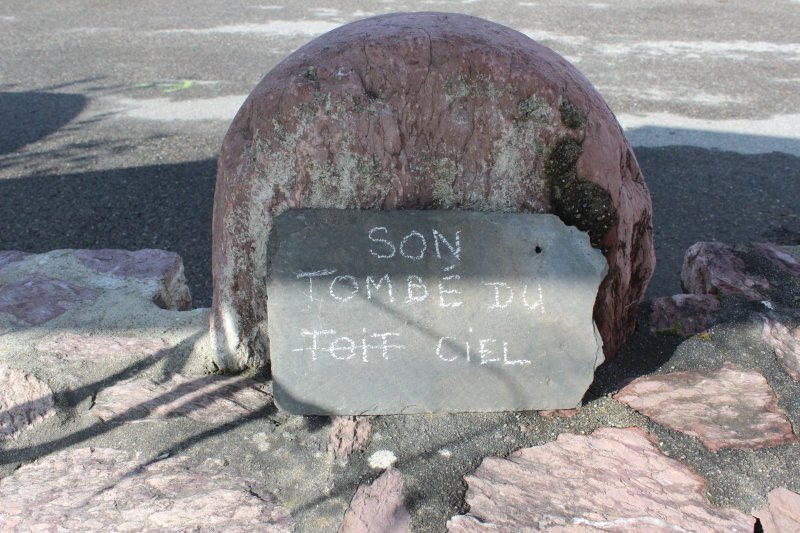 SON
TOMBÉ DU
Toit CiEL